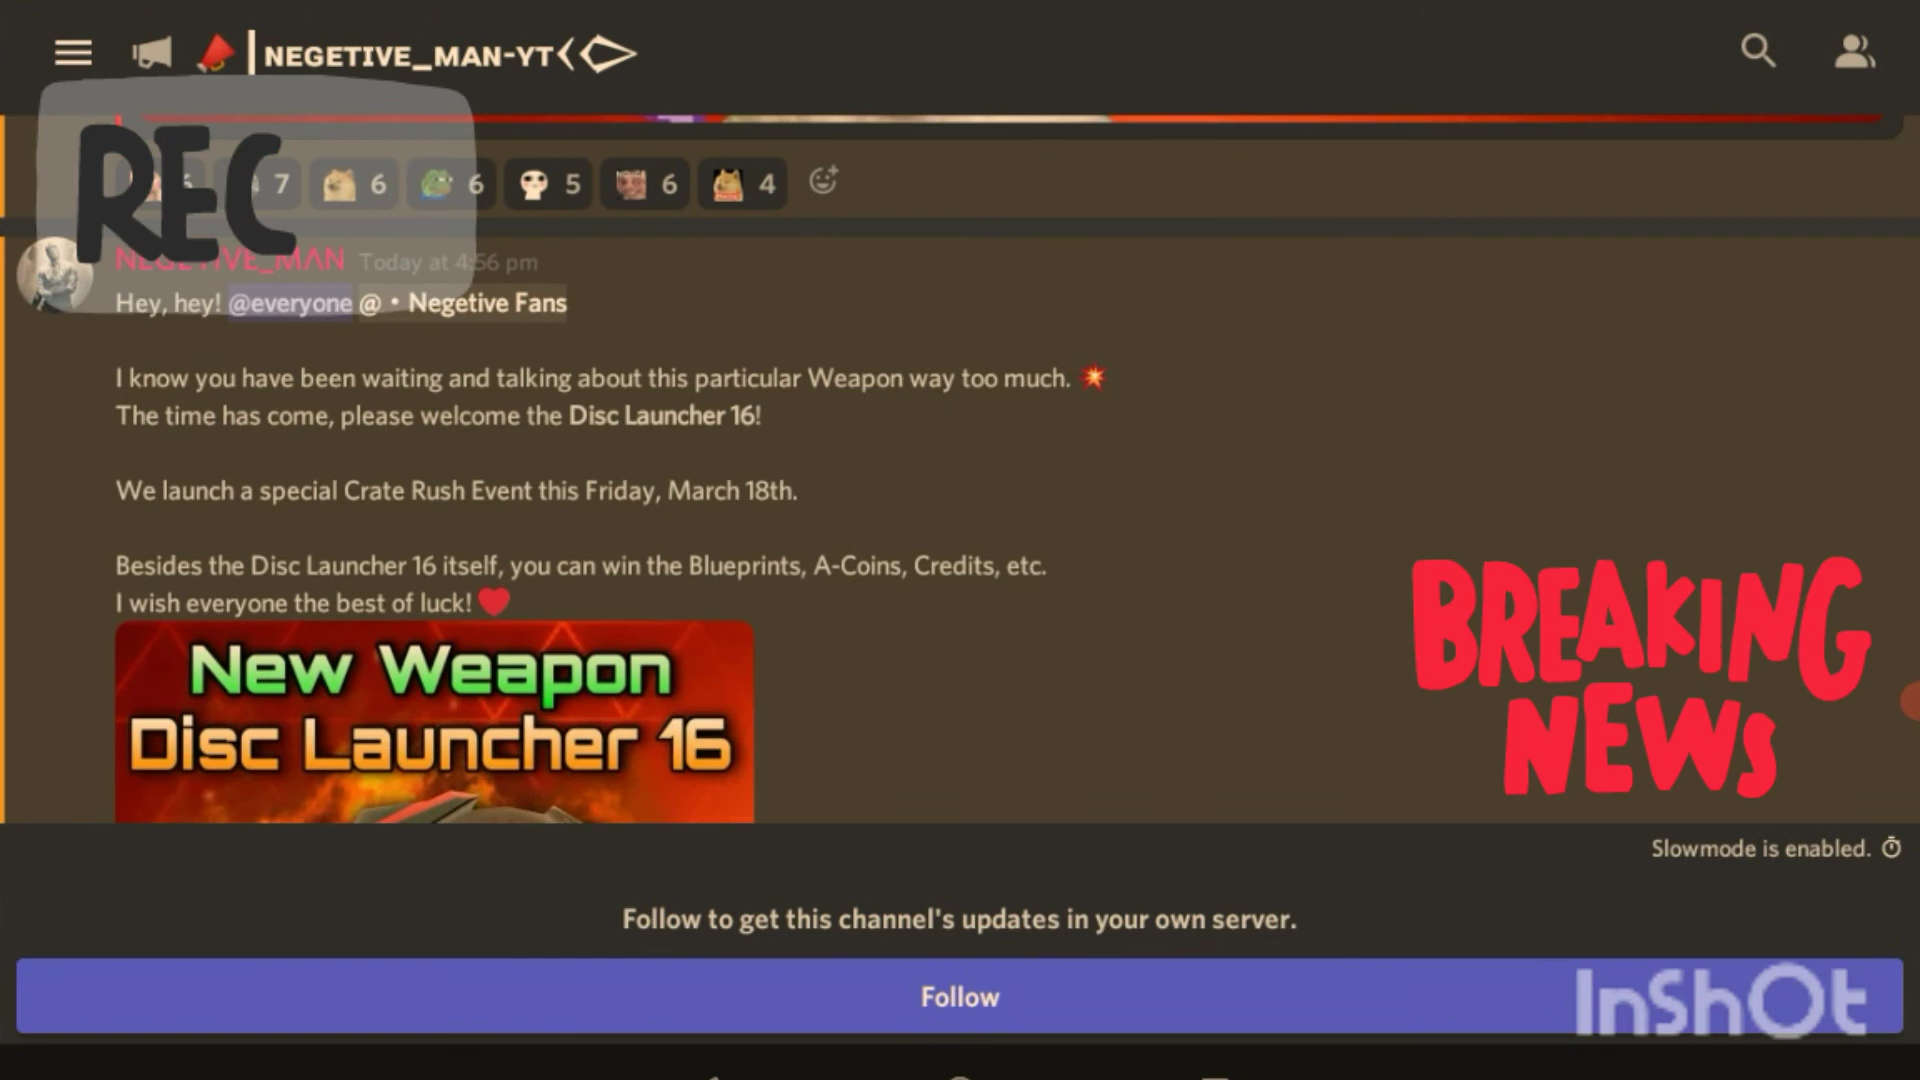 NEGETIVE_MAN-YT
REC
6 7 6 6 5 6 4
NEGETIVE_MAN Today at 4:56 pm
Hey, hey! @everyone @ • Negetive Fans
I know you have been waiting and talking about this particular Weapon way too much.
The time has come, please welcome the Disc Launcher 16!
We launch a special Crate Rush Event this Friday, March 18th.
Besides the Disc Launcher 16 itself, you can win the Blueprints, A-Coins, Credits, etc.
I wish everyone the best of luck!
New Weapon
Disc Launcher 16
BREAKING
NEWS
Slowmode is enabled.
Follow to get this channel's updates in your own server.
Follow
InShOt